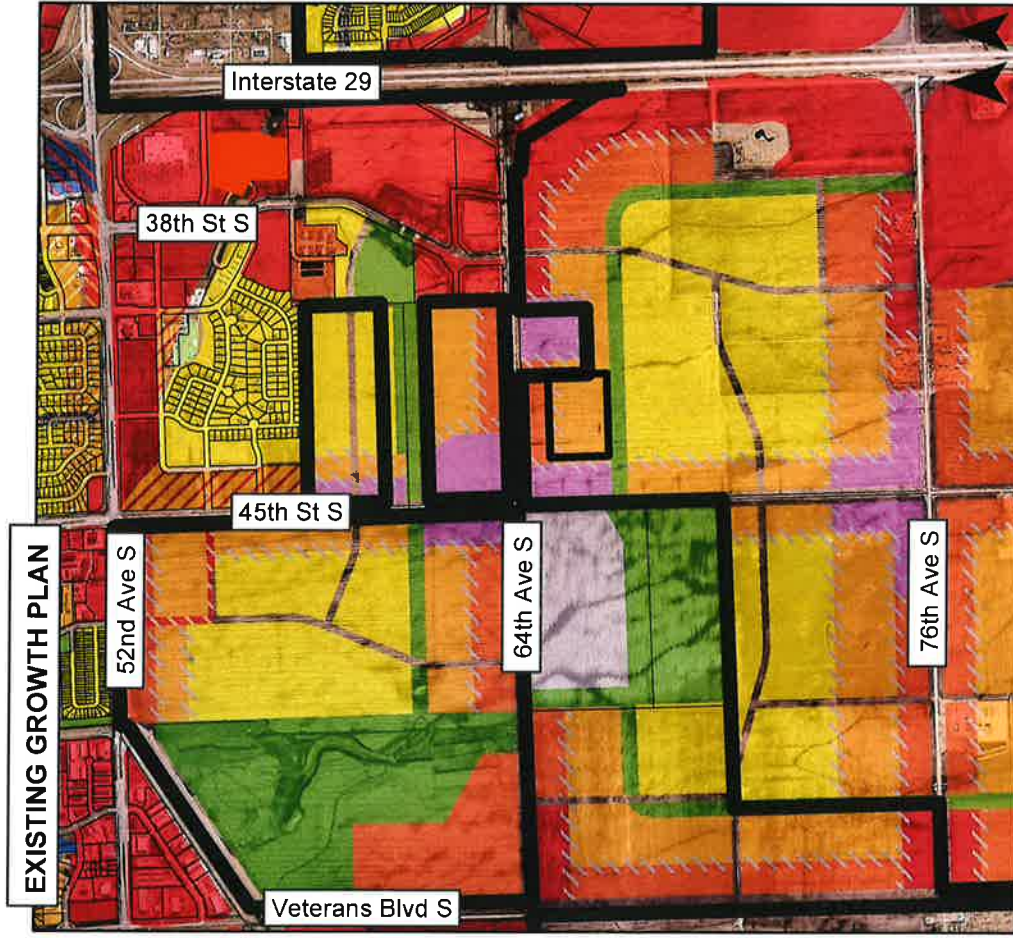 Interstate 29
38th St S
45th St S
EXISTING GROWTH PLAN
52nd Ave S
64th Ave S
76th Ave S
Veterans Blvd S